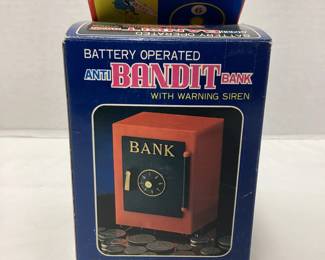 BATTERY OPERATED
ANTI BANDIT BANK
WITH WARNING SIREN
BANK